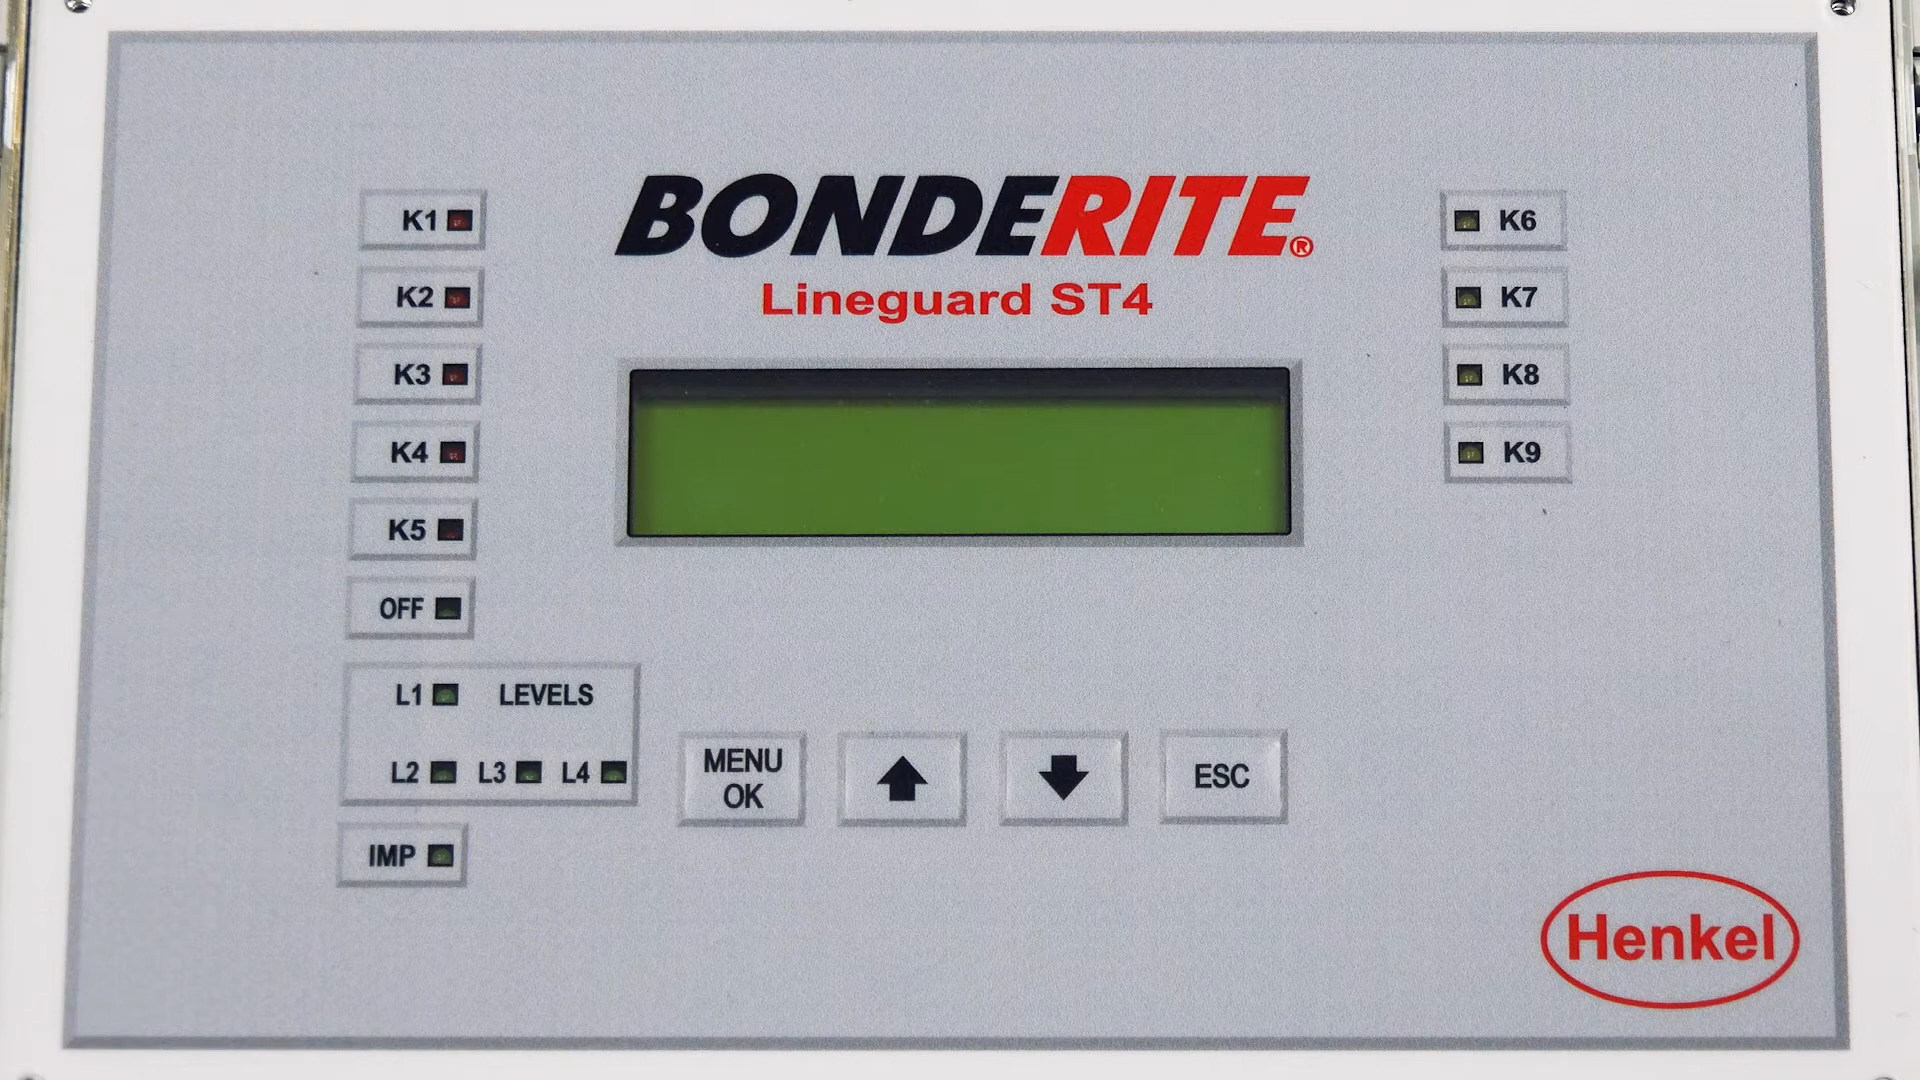 BONDERITE®
Lineguard ST4
K1
K2
K3
K4
K5
OFF
L1 LEVELS
L2 L3 L4
IMP
MENU
OK
ESC
K6
K7
K8
K9
Henkel